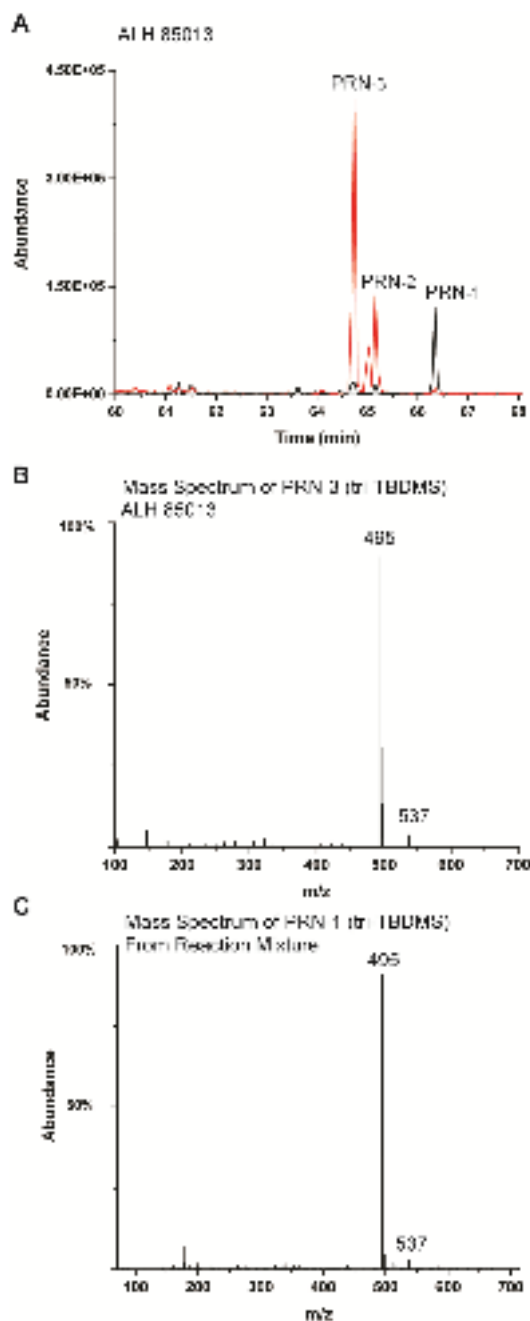 A
ALH 85013
4.50E+05
PRN-3
3.00E+05
PRN-2
PRN-1
1.50E+05
0.00E+00
Abundance
60 61 62 63 64 65 66 67 68
Time (min)
B
Mass Spectrum of PRN 3 (tri TBDMS)
ALH 85013
100%
495
50%
537
Abundance
100 200 300 400 500 600 700
m/z
C
Mass Spectrum of PRN 1 (tri TBDMS)
From Reaction Mixture
100%
495
50%
537
Abundance
100 200 300 400 500 600 700
m/z